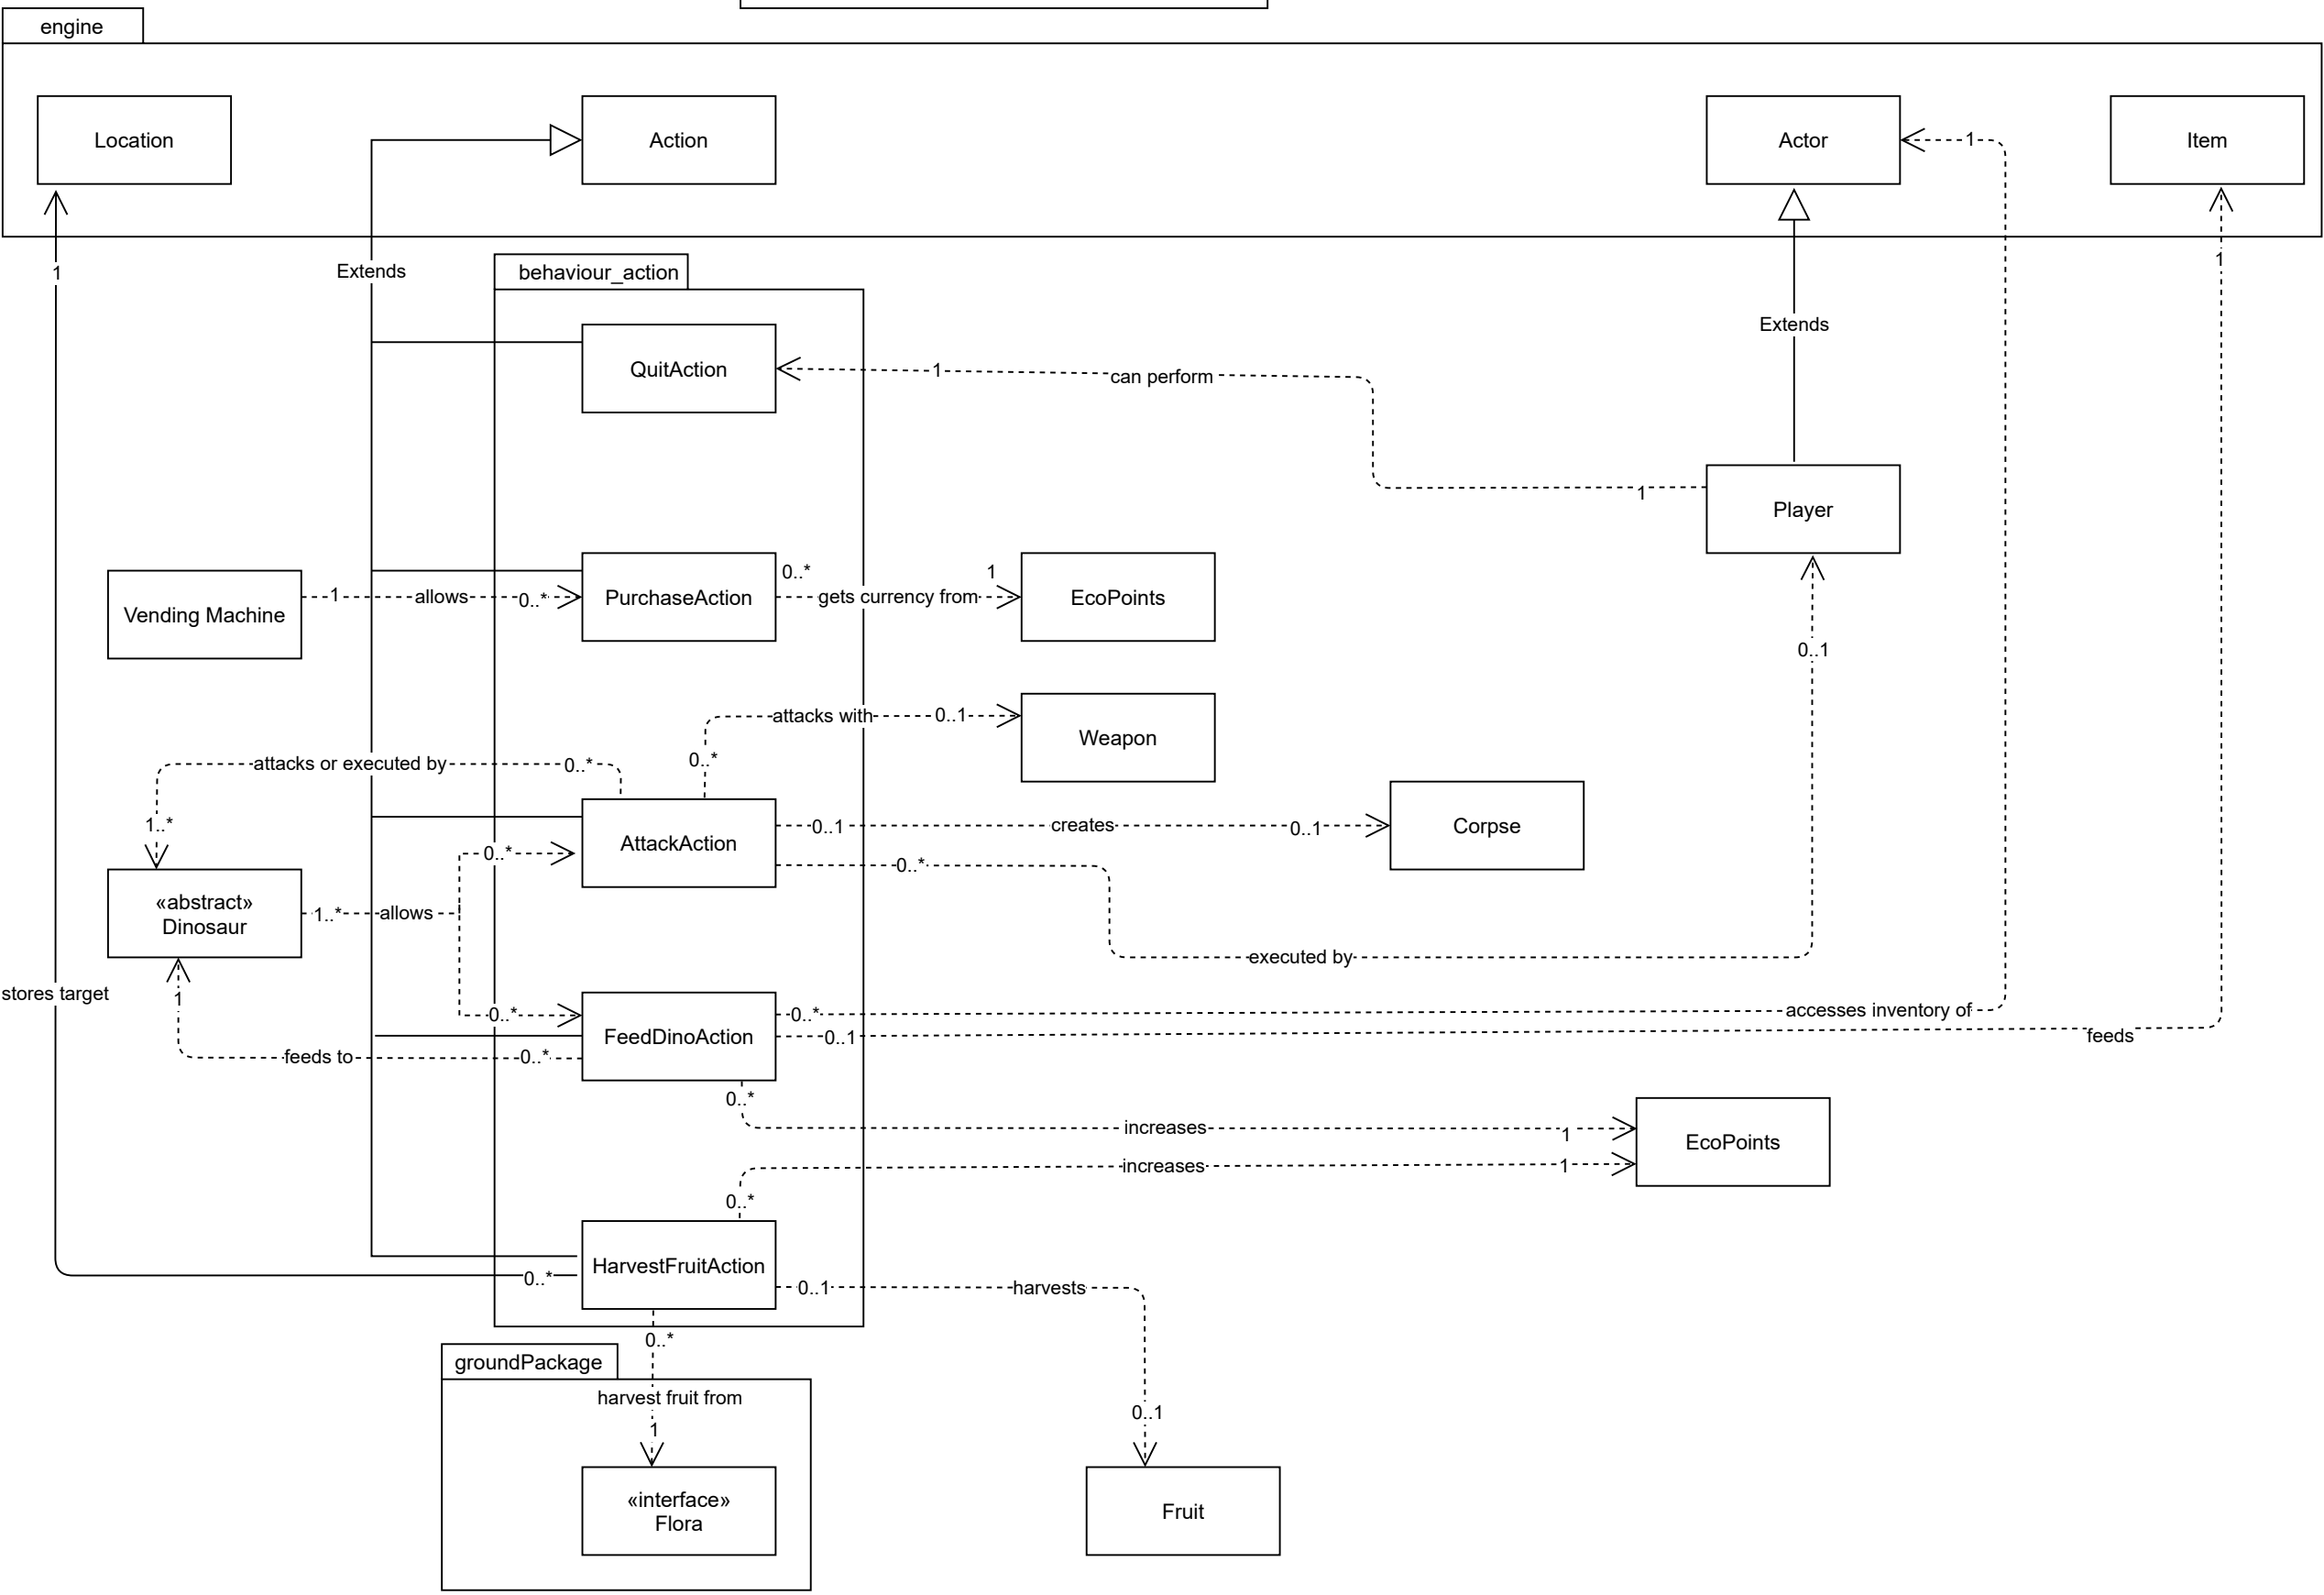 engine
Location
Action
Actor
1
Item
1
Extends
behaviour_action
1
Extends
QuitAction
1
can perform
1
Player
Vending Machine
1
allows
0..*
PurchaseAction
0..*
gets currency from
1
EcoPoints
0..1
attacks with
0..1
Weapon
0..*
attacks or executed by
0..*
1..*
AttackAction
0..1
creates
0..1
Corpse
0..*
0..*
«abstract»
Dinosaur
1..*
allows
executed by
stores target
1
0..*
FeedDinoAction
0..*
accesses inventory of
0..1
feeds
feeds to
0..*
0..*
increases
1
EcoPoints
increases
1
0..*
HarvestFruitAction
0..*
0..1
harvests
0..*
groundPackage
harvest fruit from
1
0..1
«interface»
Flora
Fruit